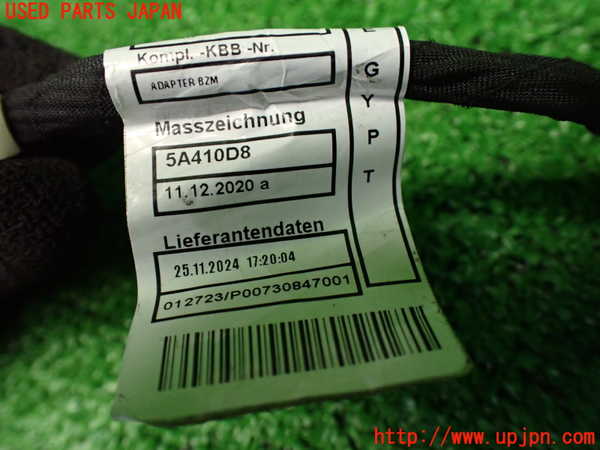 USED PARTS JAPAN
Kompl. -KBB -Nr.
ADAPTER BZM
Masszeichnung
5A410D8
11.12.2020 a
Lieferantendaten
25.11.2024 17:20:04
012723/P00730847001
G
Y
P
T
http://www.upjpn.com/